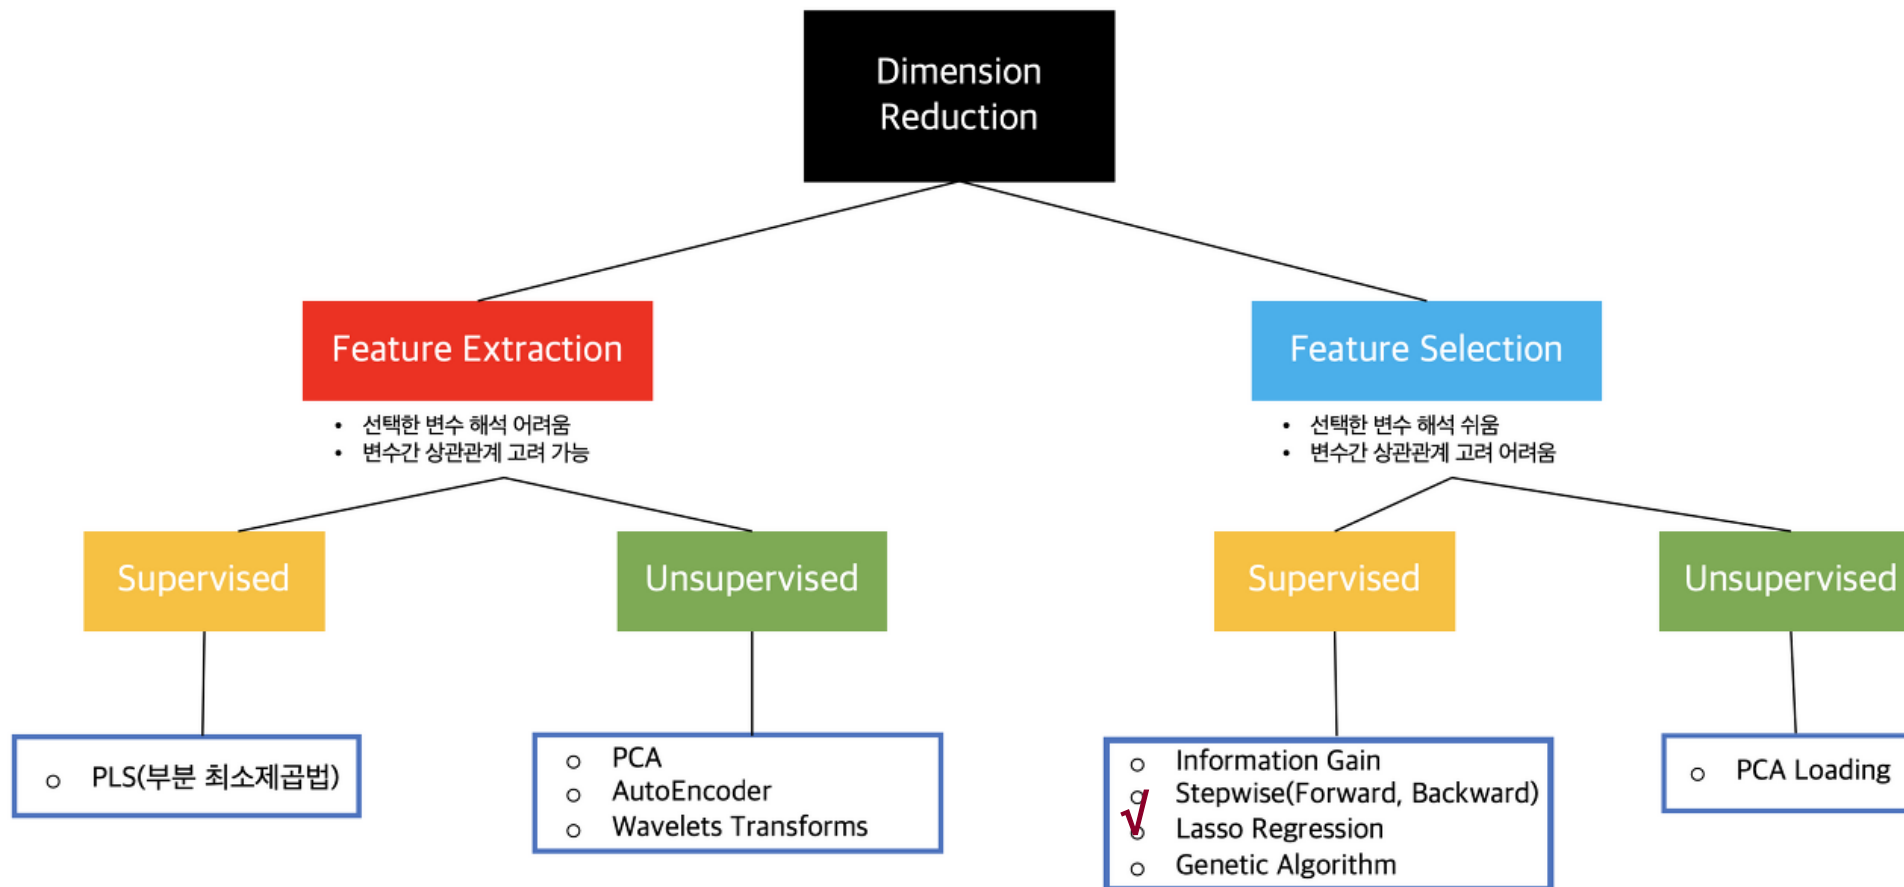 Dimension
Reduction
Feature Extraction
• 선택한 변수 해석 어려움
• 변수간 상관관계 고려 가능
Feature Selection
• 선택한 변수 해석 쉬움
• 변수간 상관관계 고려 어려움
Supervised
Unsupervised
Supervised
Unsupervised
○ PLS(부분 최소제곱법)
○ PCA
○ AutoEncoder
○ Wavelets Transforms
○ Information Gain
○ Stepwise(Forward, Backward)
√
○ Lasso Regression
○ Genetic Algorithm
○ PCA Loading